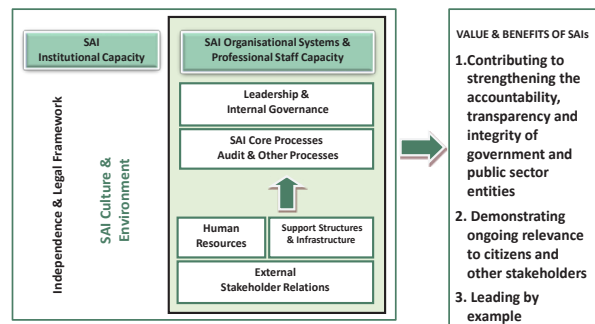 SAI
Institutional Capacity
SAI Organisational Systems &
Professional Staff Capacity
Independence & Legal Framework
SAI Culture &
Environment
Leadership &
Internal Governance
SAI Core Processes
Audit & Other Processes
Human
Resources
Support Structures
& Infrastructure
External
Stakeholder Relations
VALUE & BENEFITS OF SAIs
1.Contributing to
strengthening the
accountability,
transparency and
integrity of
government and
public sector
entities
2. Demonstrating
ongoing relevance
to citizens and
other stakeholders
3. Leading by
example